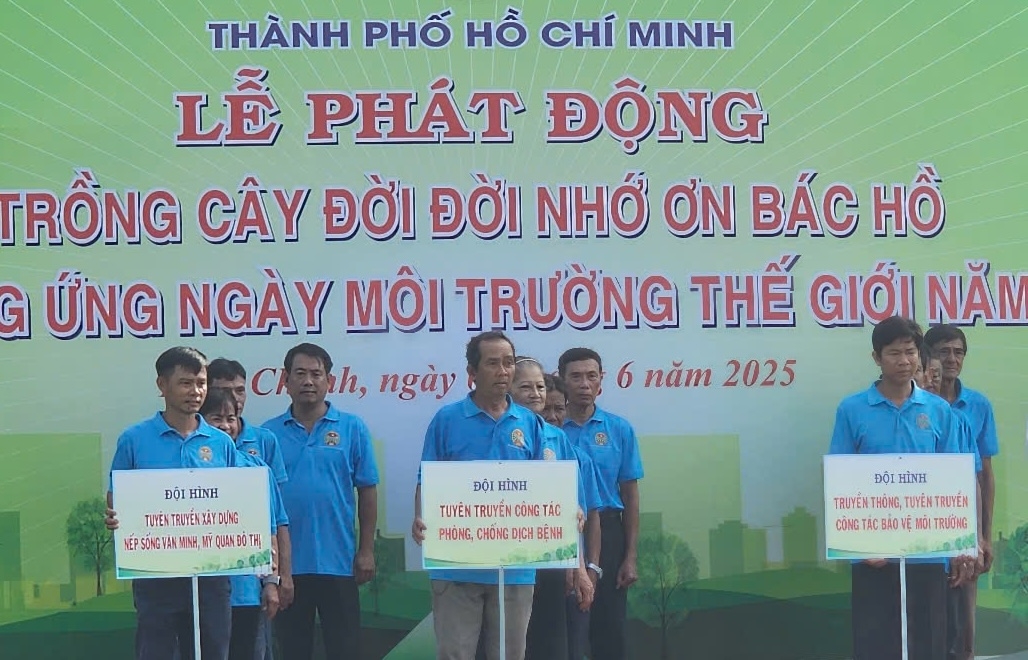 THÀNH PHỐ HỒ CHÍ MINH
LỄ PHÁT ĐỘNG
TRỒNG CÂY ĐỜI ĐỜI NHỚ ƠN BÁC HỒ
ỨNG NGÀY MÔI TRƯỜNG THẾ GIỚI NĂM
ngày 6 năm 2025
ĐỘI HÌNH
TUYÊN TRUYỀN XÂY DỰNG
NẾP SỐNG VĂN MINH, MỸ QUAN ĐÔ THỊ
ĐỘI HÌNH
TUYÊN TRUYỀN CÔNG TÁC
PHÒNG, CHỐNG DỊCH BỆNH
ĐỘI HÌNH
TRUYỀN THÔNG, TUYÊN TRUYỀN
CÔNG TÁC BẢO VỆ MÔI TRƯỜNG